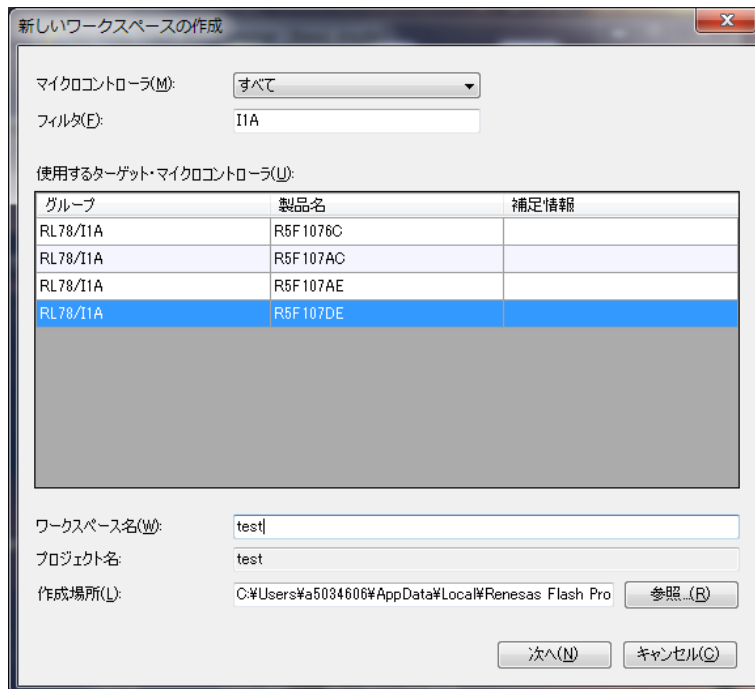 新しいワークスペースの作成
マイクロコントローラ(M): すべて
フィルタ(F): I1A
使用するターゲット・マイクロコントローラ(U):
グループ 製品名 補足情報
RL78/I1A R5F1076C
RL78/I1A R5F107AC
RL78/I1A R5F107AE
RL78/I1A R5F107DE
ワークスペース名(W): test
プロジェクト名: test
作成場所(L): C:¥Users¥a5034606¥AppData¥Local¥Renesas Flash Pro 参照...(R)
次へ(N) キャンセル(C)